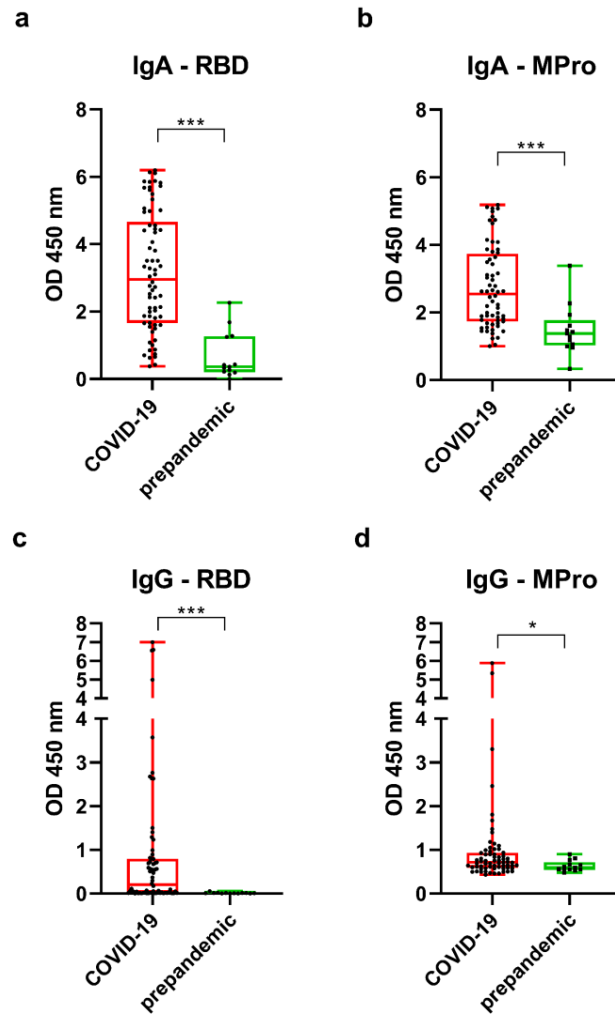 a
IgA - RBD
OD 450 nm
8
6
4
2
0
***
COVID-19
prepandemic
b
IgA - MPro
OD 450 nm
8
6
4
2
0
***
COVID-19
prepandemic
c
IgG - RBD
OD 450 nm
8
7
6
5
4
4
3
2
1
0
***
COVID-19
prepandemic
d
IgG - MPro
OD 450 nm
8
7
6
5
4
4
3
2
1
0
*
COVID-19
prepandemic